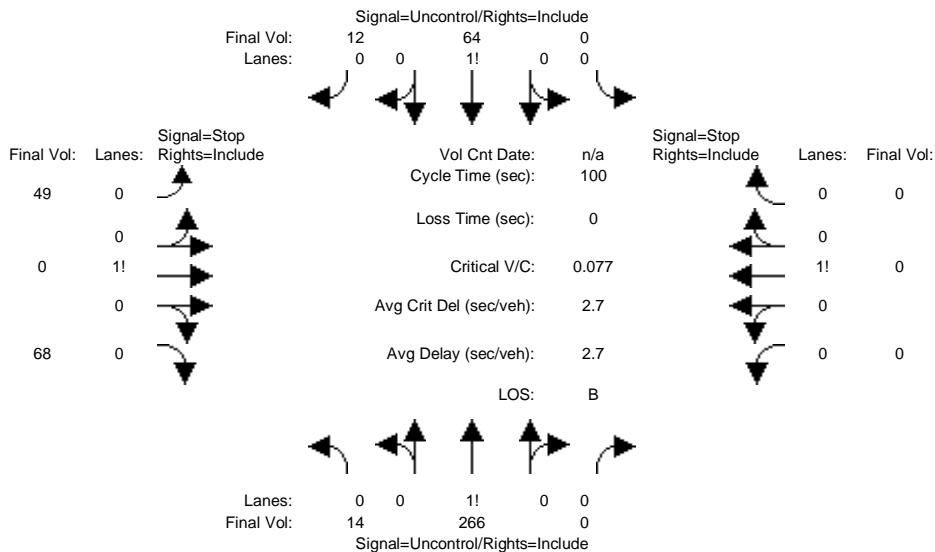 Signal=Uncontrol/Rights=Include
Final Vol: 12 64 0
Lanes: 0 0 1! 0 0
Signal=Stop
Final Vol: Lanes: Rights=Include
Vol Cnt Date: n/a
Signal=Stop
Rights=Include Lanes: Final Vol:
Cycle Time (sec): 100
49 0
0 0
Loss Time (sec): 0
0
0
0 1!
Critical V/C: 0.077
1! 0
0
Avg Crit Del (sec/veh): 2.7
0
68 0
Avg Delay (sec/veh): 2.7
0 0
LOS: B
Lanes: 0 0 1! 0 0
Final Vol: 14 266 0
Signal=Uncontrol/Rights=Include